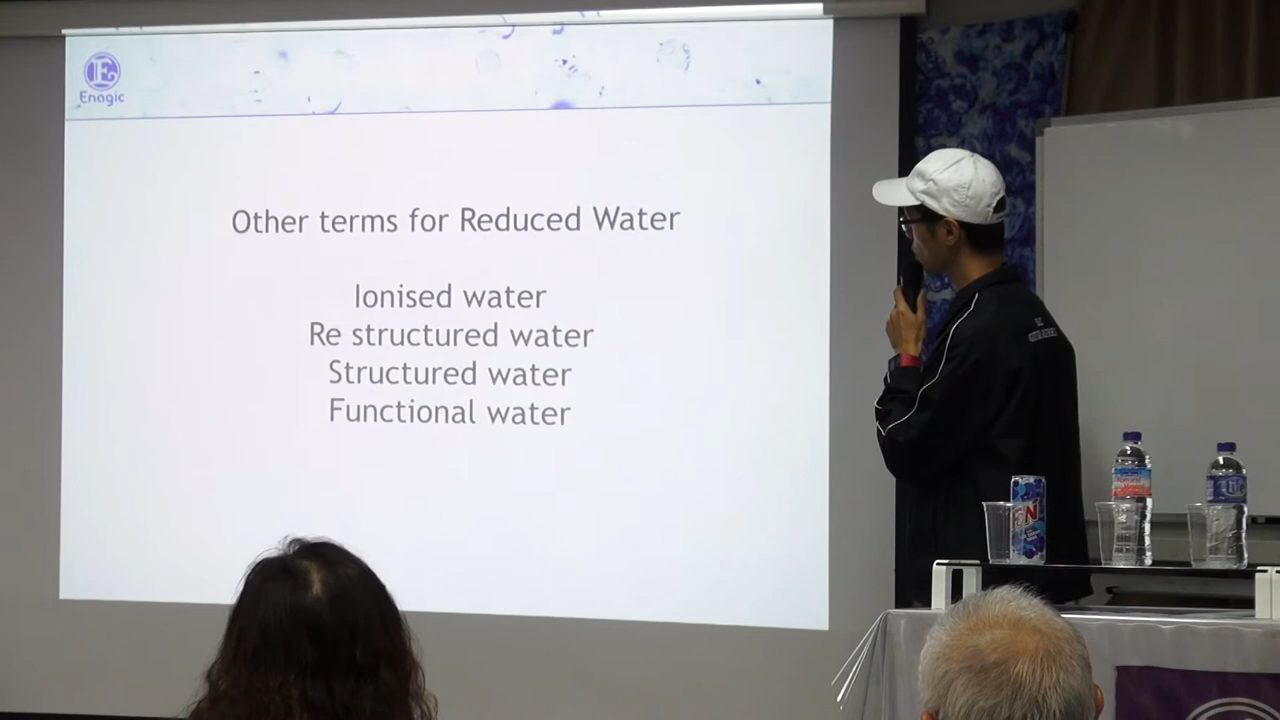 Enagic
Other terms for Reduced Water
Ionised water
Re structured water
Structured water
Functional water